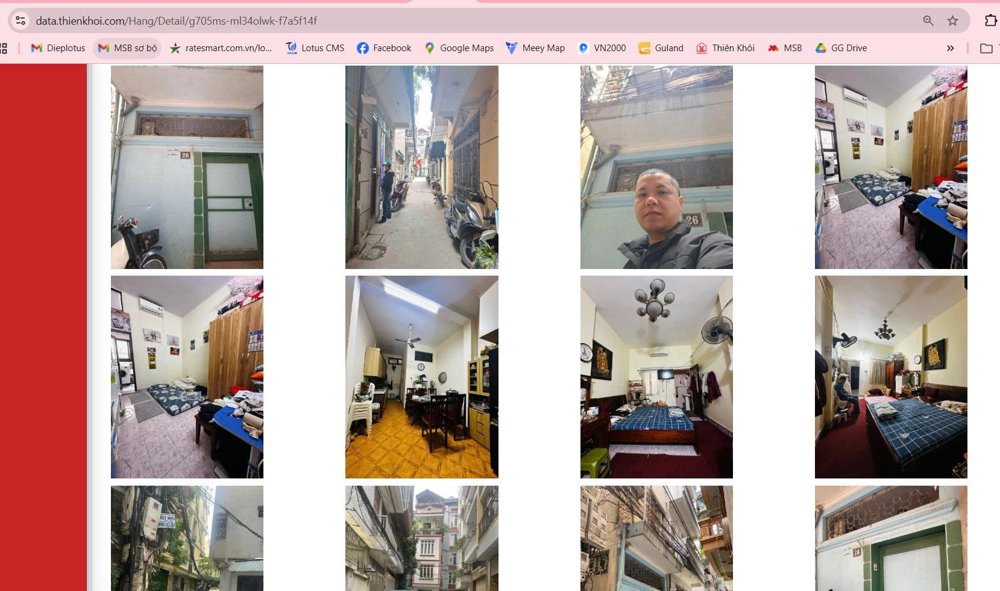 data.thienkhoi.com/Hang/Detail/g705ms-ml34olwk-f7a5f14f
Dieplotus
MSB sơ bộ
ratesmart.com.vn/lo...
Lotus CMS
Facebook
Google Maps
Meey Map
VN2000
Guland
Thiên Khôi
MSB
GG Drive
26
26
26